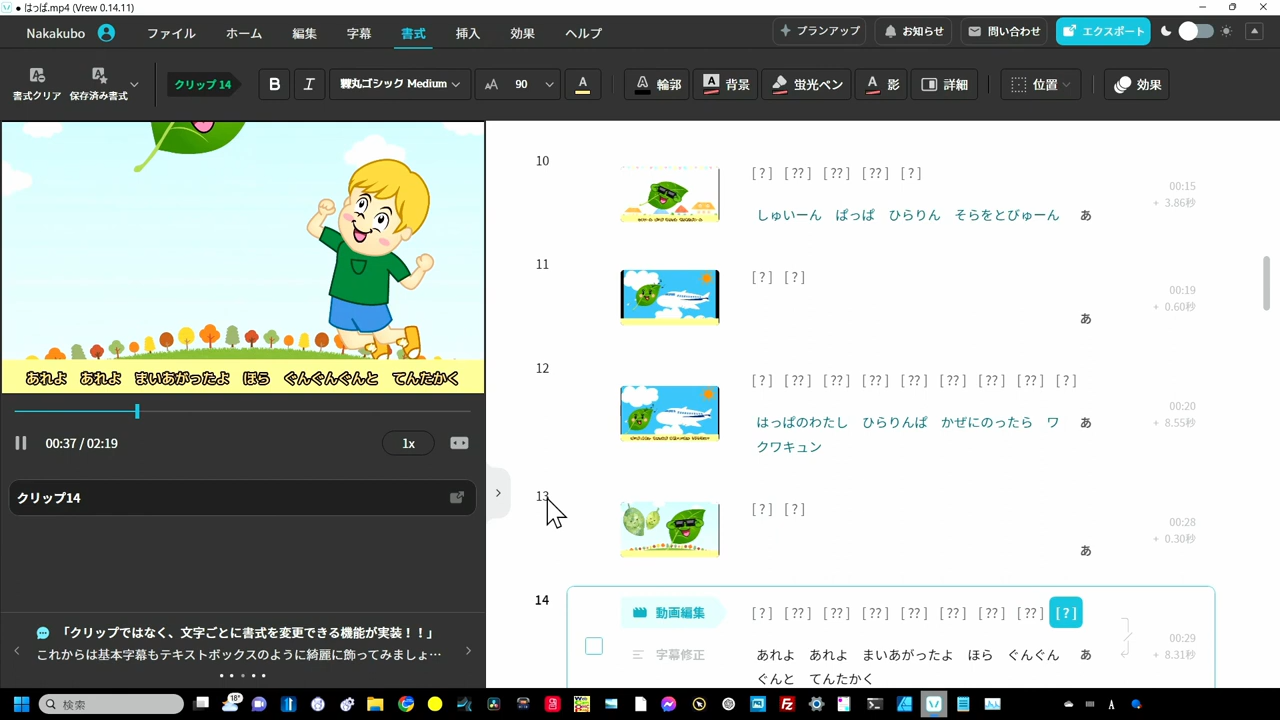 ● はっぱ.mp4 (Vrew 0.14.11)
Nakakubo ファイル ホーム 編集 字幕 書式 挿入 効果 ヘルプ プランアップ お知らせ 問い合わせ エクスポート
書式クリア 保存済み書式 クリップ 14 B I 瀞丸ゴシック Medium AA 90 A 輪郭 背景 蛍光ペン 影 詳細 位置 効果
あれよ あれよ まいあがったよ ほら ぐんぐんぐんと てんたかく
00:37 / 02:19 1x
クリップ14
「クリップではなく、文字ごとに書式を変更できる機能が実装！！」
これからは基本字幕もテキストボックスのように綺麗に飾ってみましょ…
10 [ ? ] [ ?? ] [ ?? ] [ ?? ] [ ? ]
00:15
しゅいーん ぱっぱ ひらりん そらをとびゅーん あ
+ 3.86秒
11 [ ? ] [ ? ]
00:19
+ 0.60秒
あ
12 [ ? ] [ ?? ] [ ?? ] [ ?? ] [ ?? ] [ ?? ] [ ?? ] [ ?? ] [ ? ]
00:20
はっぱのわたし ひらりんぱ かぜにのったら ワ あ
+ 8.55秒
クワキュン
13 [ ? ] [ ? ]
00:28
+ 0.30秒
あ
14 動画編集 [ ? ] [ ?? ] [ ?? ] [ ?? ] [ ?? ] [ ?? ] [ ?? ] [ ?? ] [ ? ]
00:29
字幕修正 あれよ あれよ まいあがったよ ほら ぐんぐん あ
+ 8.31秒
ぐんと てんたかく
検索 18° A